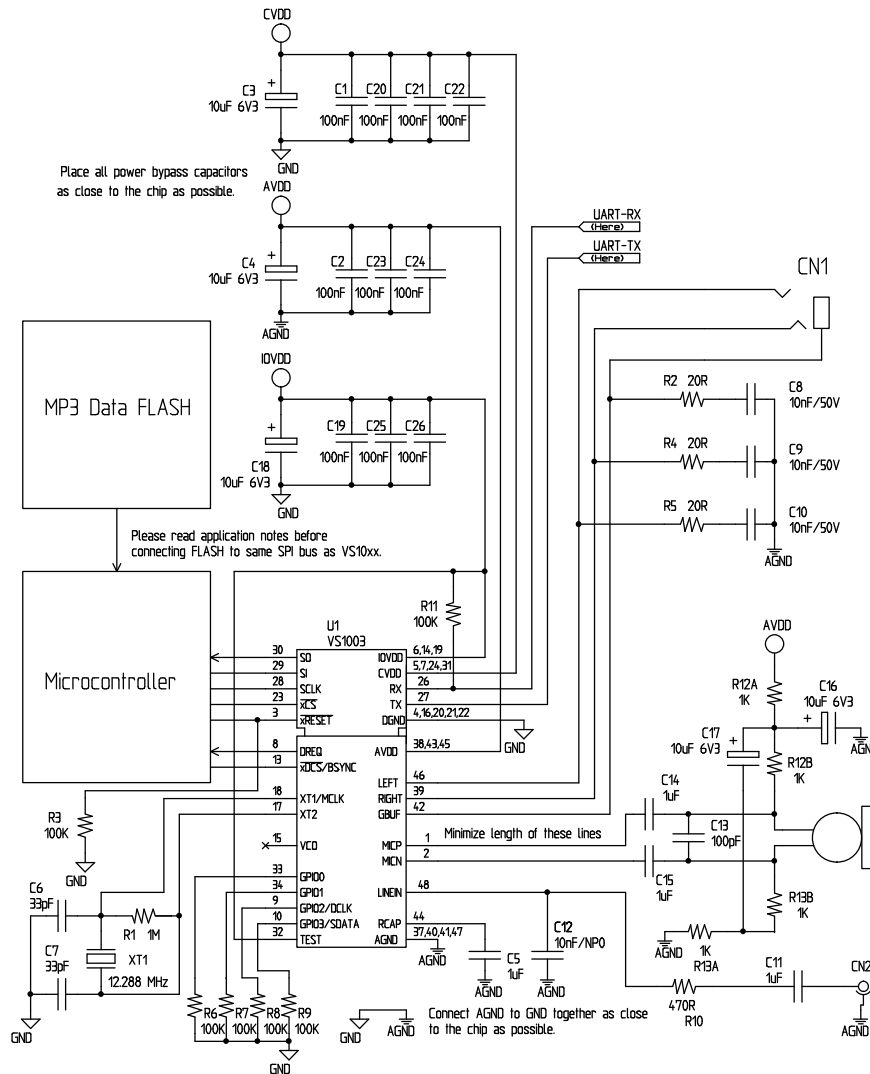 CVDD
C3
10uF 6V3
+
C1
C20
C21
C22
100nF
100nF
100nF
100nF
GND
Place all power bypass capacitors
as close to the chip as possible.
AVDD
C4
10uF 6V3
+
C2
C23
C24
100nF
100nF
100nF
AGND
UART-RX
(Here)
UART-TX
(Here)
CN1
IOVDD
+
C18
10uF 6V3
C19
C25
C26
100nF
100nF
100nF
GND
MP3 Data FLASH
R2 20R
C8
10nF/50V
R4 20R
C9
10nF/50V
R5 20R
C10
10nF/50V
AGND
Please read application notes before
connecting FLASH to same SPI bus as VS10xx.
Microcontroller
R11
100K
U1
VS1003
30 SO
29 SI
28 SCLK
23 xCS
3 xRESET
8 DREQ
13 xDCS/BSYNC
18 XT1/MCLK
17 XT2
15 VCO
33 GPIO0
34 GPIO1
9 GPIO2/DCLK
10 GPIO3/SDATA
32 TEST
IOVDD 6,14,19
CVDD 5,7,24,31
RX 26
TX 27
DGND 4,16,20,21,22
GND
AVDD 38,43,45
LEFT 46
RIGHT 39
GBUF 42
MICP 1
MICN 2
LINEIN 48
RCAP 44
AGND 37,40,41,47
AGND
Minimize length of these lines
AVDD
R12A
1K
C16
10uF 6V3
+
AGN
C17
10uF 6V3
+
R12B
1K
C14
1uF
C13
100pF
C15
1uF
R13B
1K
AGND
1K
R13A
R3
100K
GND
C6
33pF
R1 1M
C7
33pF
XT1
12.288 MHz
GND
R6
100K
R7
100K
R8
100K
R9
100K
GND
C5
1uF
AGND
C12
10nF/NP0
AGND
470R
R10
C11
1uF
CN2
AGND
GND
AGND
Connect AGND to GND together as close
to the chip as possible.